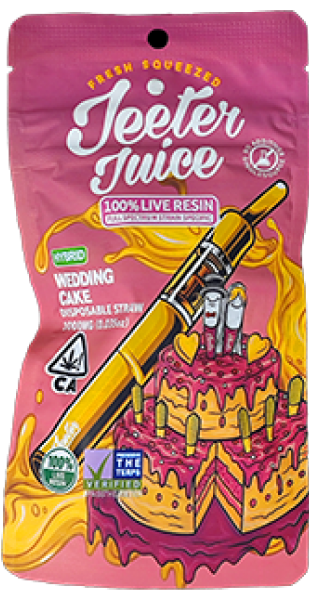 FRESH SQUEEZED
Jeeter
Juice
100% LIVE RESIN
FULL SPECTRUM STRAIN SPECIFIC
HYBRID
WEDDING
CAKE
DISPOSABLE STRAW
CA
100%
THE
TERPS
VERIFIED